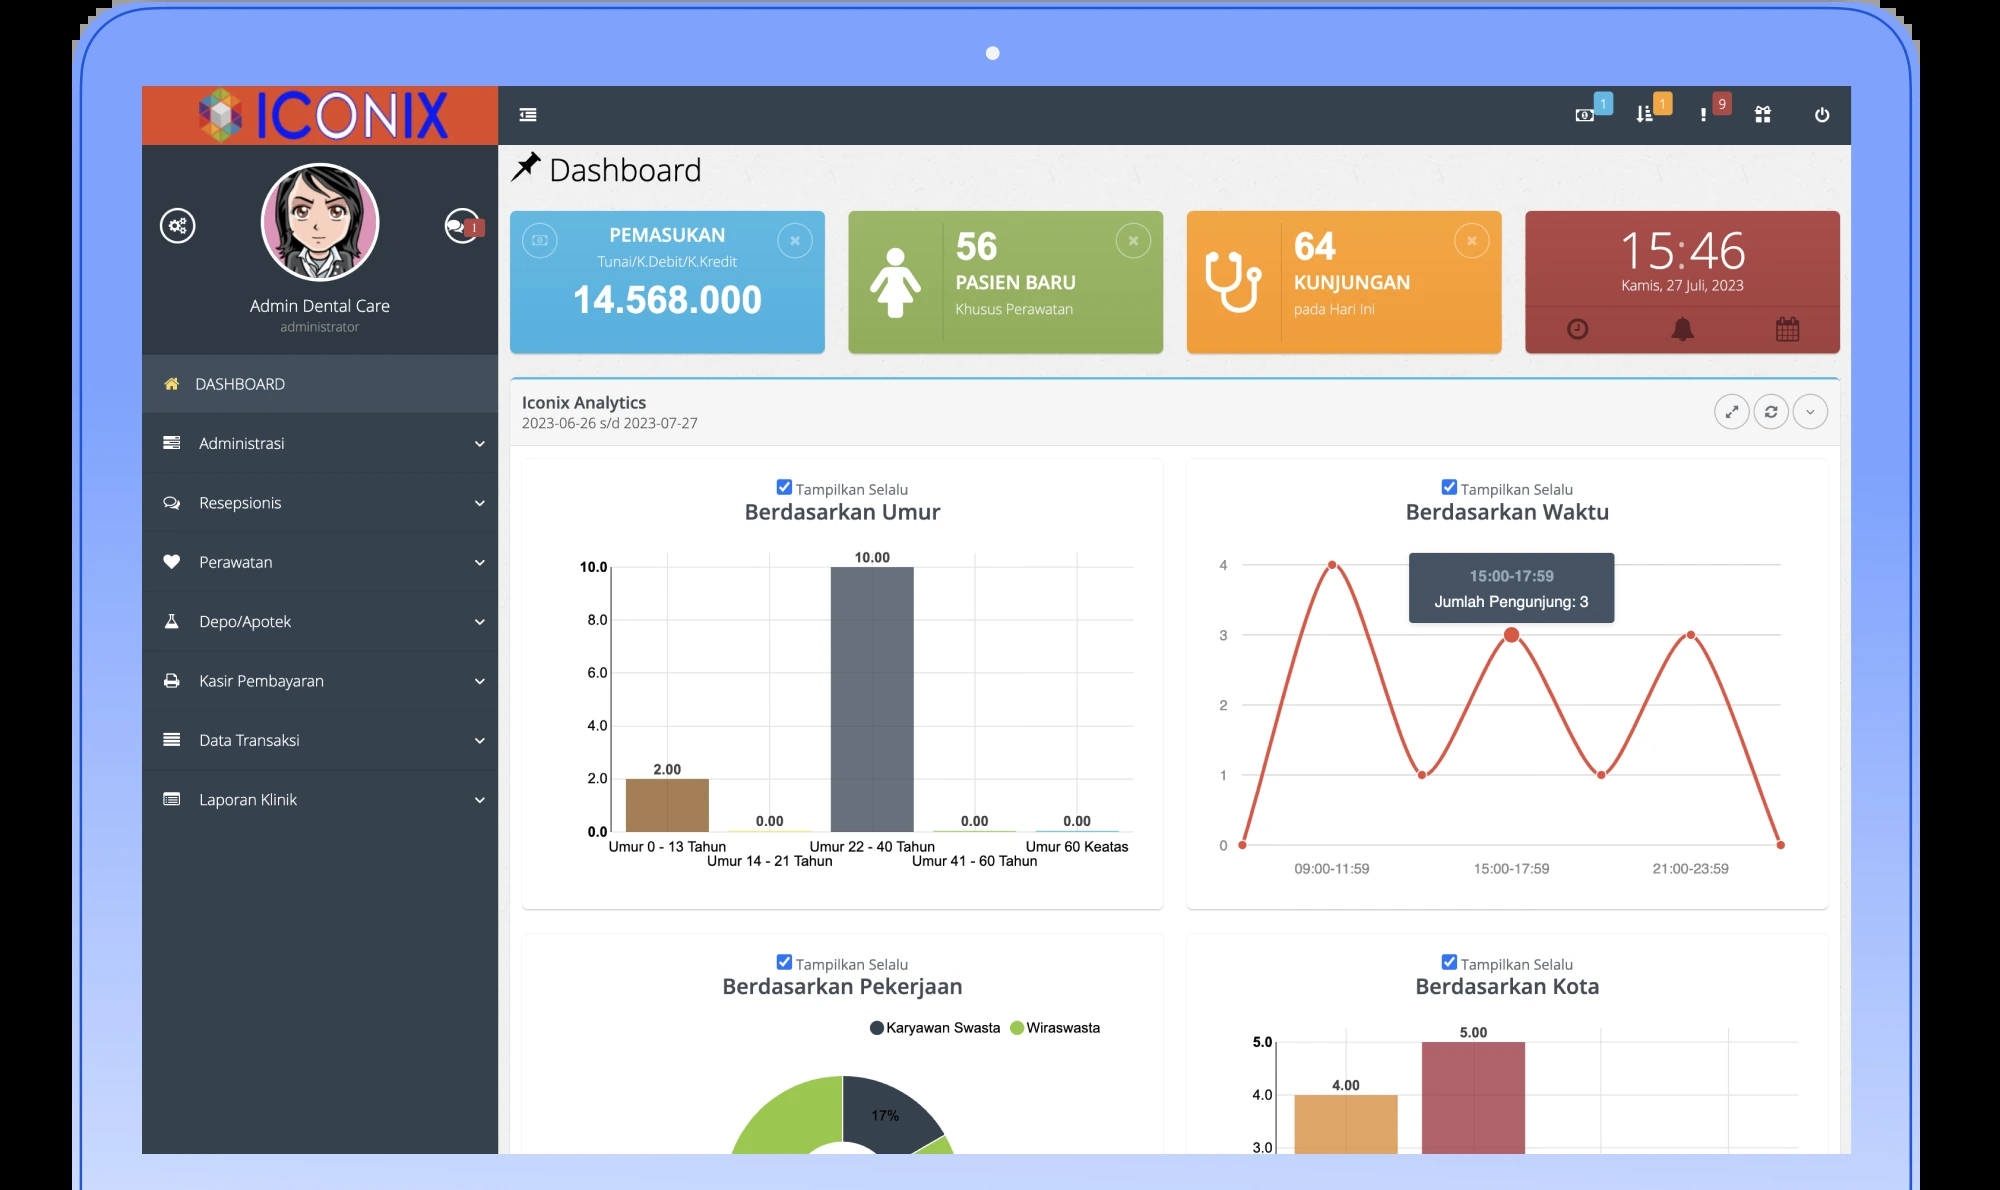 ICONIX
1
1
9
1
Admin Dental Care
administrator
DASHBOARD
Administrasi
Resepsionis
Perawatan
Depo/Apotek
Kasir Pembayaran
Data Transaksi
Laporan Klinik
Dashboard
PEMASUKAN
Tunai/K.Debit/K.Kredit
14.568.000
56
PASIEN BARU
Khusus Perawatan
64
KUNJUNGAN
pada Hari Ini
15:46
Kamis, 27 Juli, 2023
Iconix Analytics
2023-06-26 s/d 2023-07-27
Tampilkan Selalu
Berdasarkan Umur
10.0
8.0
6.0
4.0
2.0
0.0
2.00
0.00
10.00
0.00
0.00
Umur 0 - 13 Tahun
Umur 14 - 21 Tahun
Umur 22 - 40 Tahun
Umur 41 - 60 Tahun
Umur 60 Keatas
Tampilkan Selalu
Berdasarkan Waktu
15:00-17:59
Jumlah Pengunjung: 3
4
3
2
1
0
09:00-11:59
15:00-17:59
21:00-23:59
Tampilkan Selalu
Berdasarkan Pekerjaan
Karyawan Swasta
Wiraswasta
17%
Tampilkan Selalu
Berdasarkan Kota
5.0
4.0
3.0
4.00
5.00